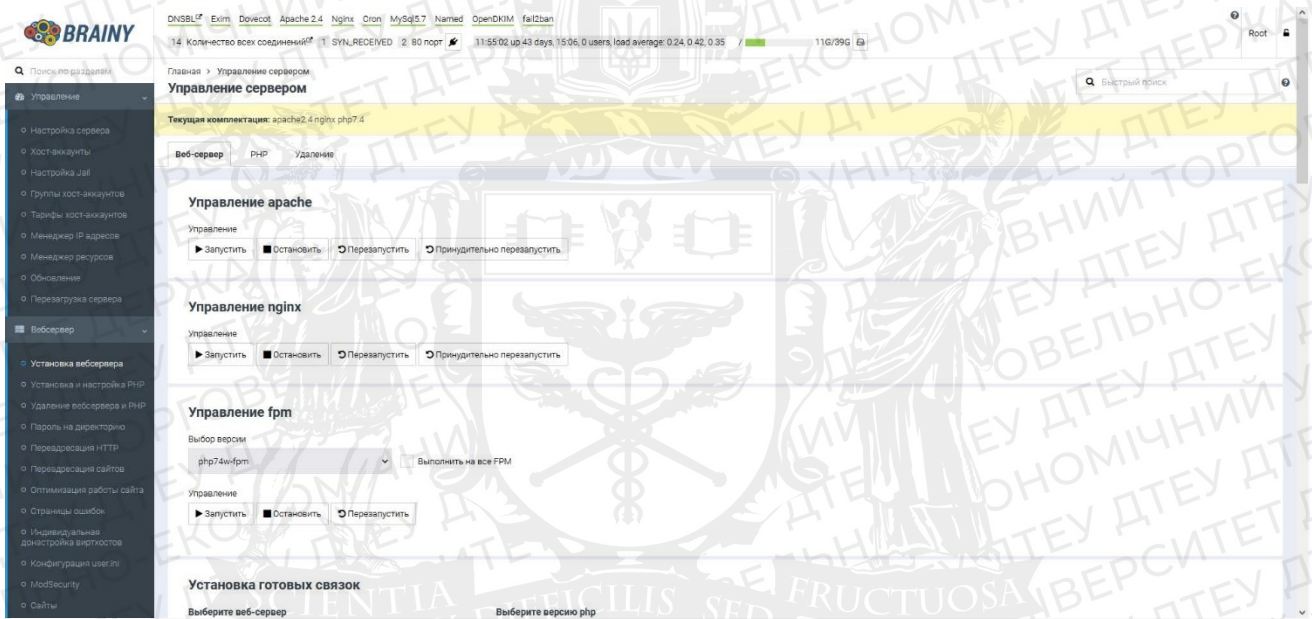 BRAINY
DNSBL Exim Dovecot Apache 2.4 Nginx Cron MySql5.7 Named OpenDKIM fail2ban
14 Количество всех соединений 1 SYN_RECEIVED 2 80 порт 11:55:02 up 43 days, 15:06, 0 users, load average: 0.24, 0.42, 0.35 / 11G/39G
Root
Поиск по разделам
Управление
Настройка сервера
Хост-аккаунты
Настройка Jail
Группы хост-аккаунтов
Тарифы хост-аккаунтов
Менеджер IP адресов
Менеджер ресурсов
Обновление
Перезагрузка сервера
Вебсервер
Установка вебсервера
Установка и настройка PHP
Удаление вебсервера и PHP
Пароль на директорию
Переадресация HTTP
Переадресация сайтов
Оптимизация работы сайта
Страницы ошибок
Индивидуальная
донастройка виртхостов
Конфигурация user.ini
ModSecurity
Сайты
Главная > Управление сервером
Управление сервером
Быстрый поиск
Текущая комплектация: apache2.4 nginx php7.4
Веб-сервер PHP Удаление
Управление apache
Управление
Запустить Остановить Перезапустить Принудительно перезапустить
Управление nginx
Управление
Запустить Остановить Перезапустить Принудительно перезапустить
Управление fpm
Выбор версии
php74w-fpm Выполнить на все FPM
Управление
Запустить Остановить Перезапустить
Установка готовых связок
Выберите веб-сервер Выберите версию php